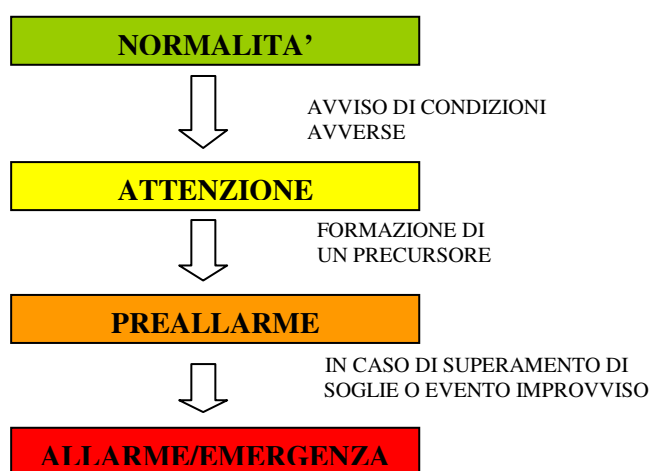 NORMALITA’
AVVISO DI CONDIZIONI
AVVERSE
ATTENZIONE
FORMAZIONE DI
UN PRECURSORE
PREALLARME
IN CASO DI SUPERAMENTO DI
SOGLIE O EVENTO IMPROVVISO
ALLARME/EMERGENZA